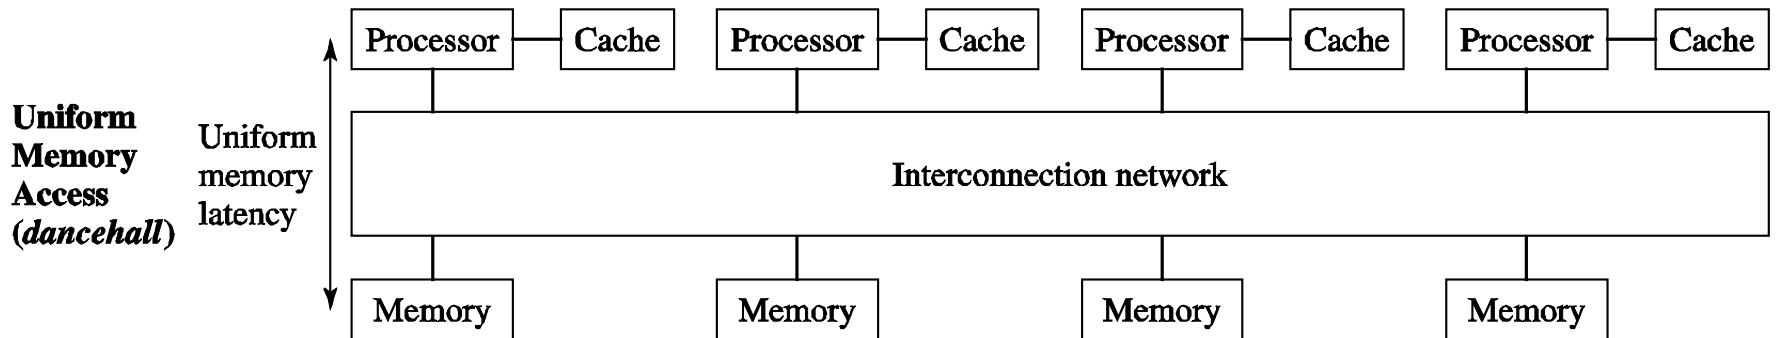 Processor Cache Processor Cache Processor Cache Processor Cache
Uniform
Memory
Access
(dancehall)
Uniform
memory
latency
Interconnection network
Memory Memory Memory Memory